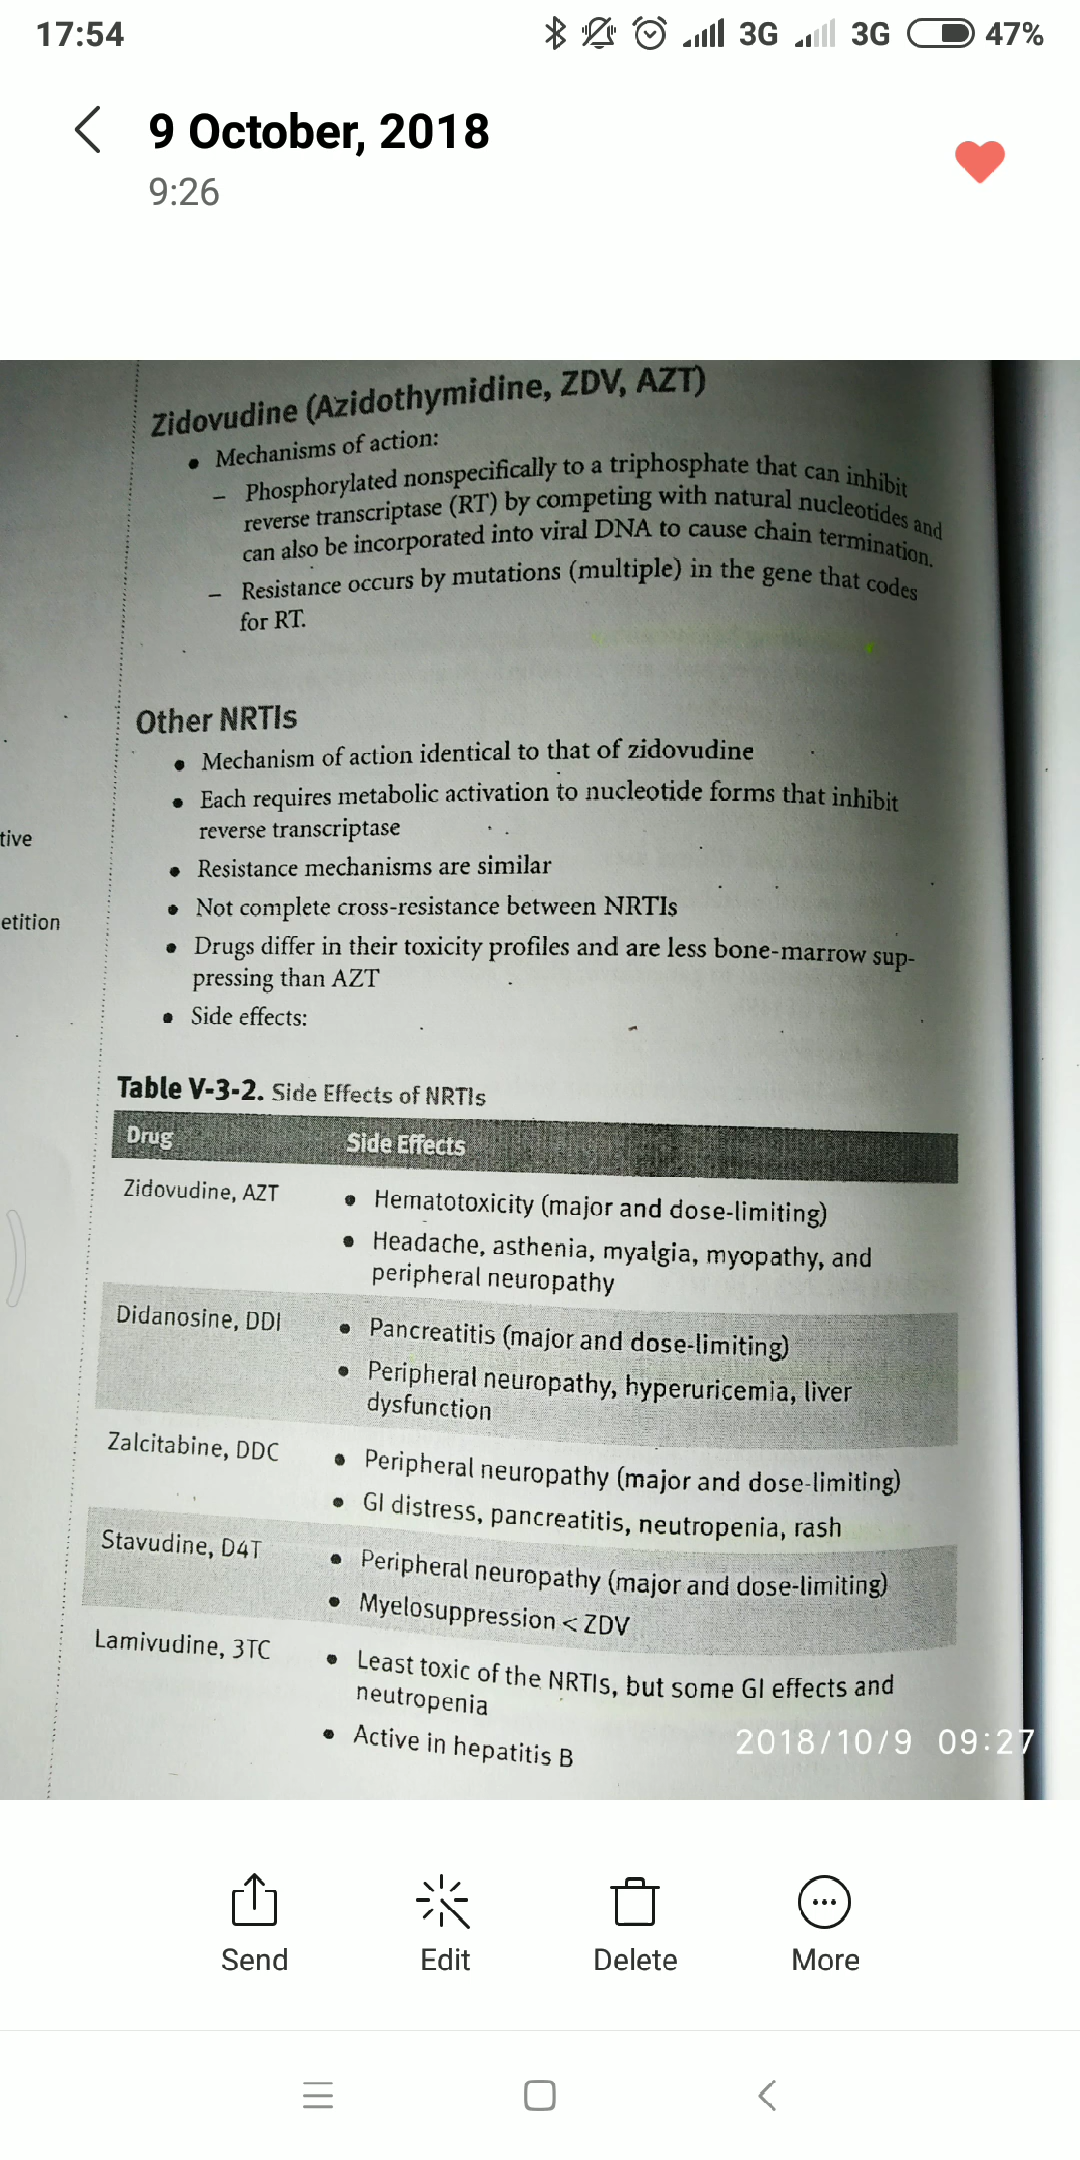 17:54 3G 3G 47%
9 October, 2018
9:26
Zidovudine (Azidothymidine, ZDV, AZT)
• Mechanisms of action:
– Phosphorylated nonspecifically to a triphosphate that can inhibit
reverse transcriptase (RT) by competing with natural nucleotides and
can also be incorporated into viral DNA to cause chain termination.
– Resistance occurs by mutations (multiple) in the gene that codes
for RT.
Other NRTIs
• Mechanism of action identical to that of zidovudine
• Each requires metabolic activation to nucleotide forms that inhibit
reverse transcriptase
tive
• Resistance mechanisms are similar
• Not complete cross-resistance between NRTIs
etition
• Drugs differ in their toxicity profiles and are less bone-marrow sup-
pressing than AZT
• Side effects:
Table V-3-2. Side Effects of NRTIs
Drug Side Effects
Zidovudine, AZT • Hematotoxicity (major and dose-limiting)
• Headache, asthenia, myalgia, myopathy, and
peripheral neuropathy
Didanosine, DDI • Pancreatitis (major and dose-limiting)
• Peripheral neuropathy, hyperuricemia, liver
dysfunction
Zalcitabine, DDC • Peripheral neuropathy (major and dose-limiting)
• GI distress, pancreatitis, neutropenia, rash
Stavudine, D4T • Peripheral neuropathy (major and dose-limiting)
• Myelosuppression < ZDV
Lamivudine, 3TC • Least toxic of the NRTIs, but some GI effects and
neutropenia
• Active in hepatitis B
2018/10/9 09:27
Send Edit Delete More